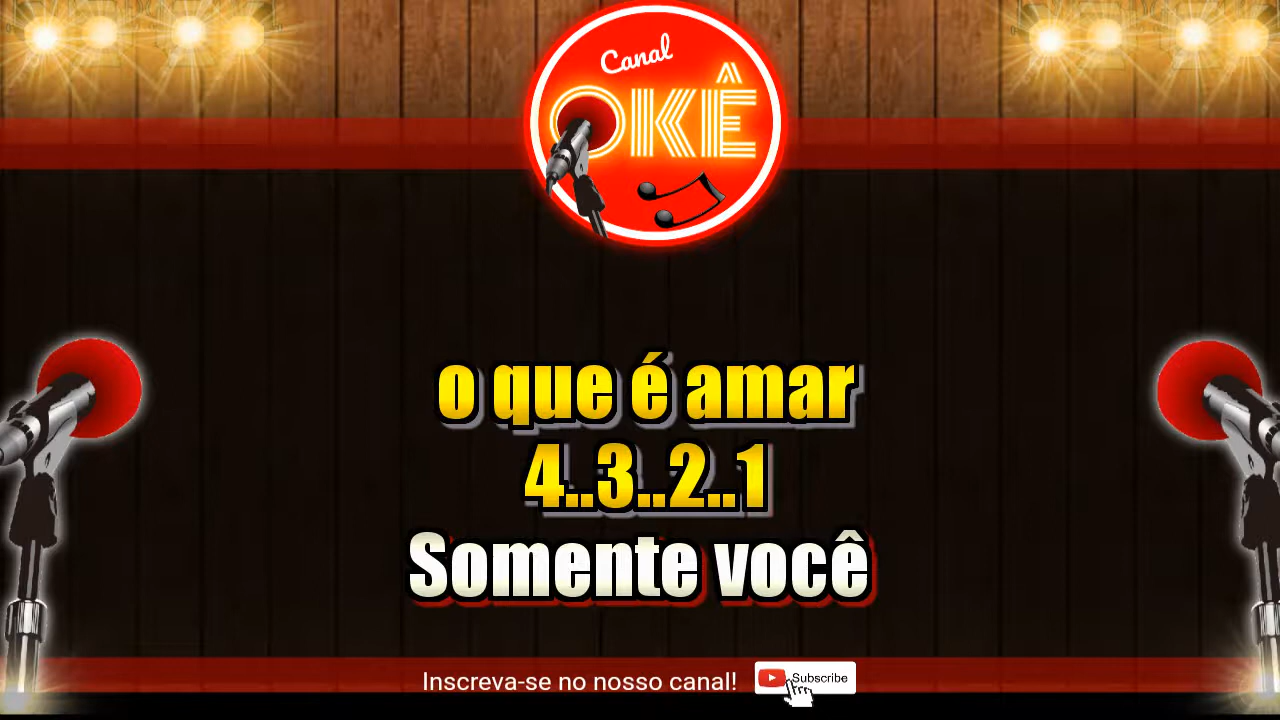 Canal
OKÊ
o que é amar
4..3..2..1
Somente você
Inscreva-se no nosso canal!
Subscribe